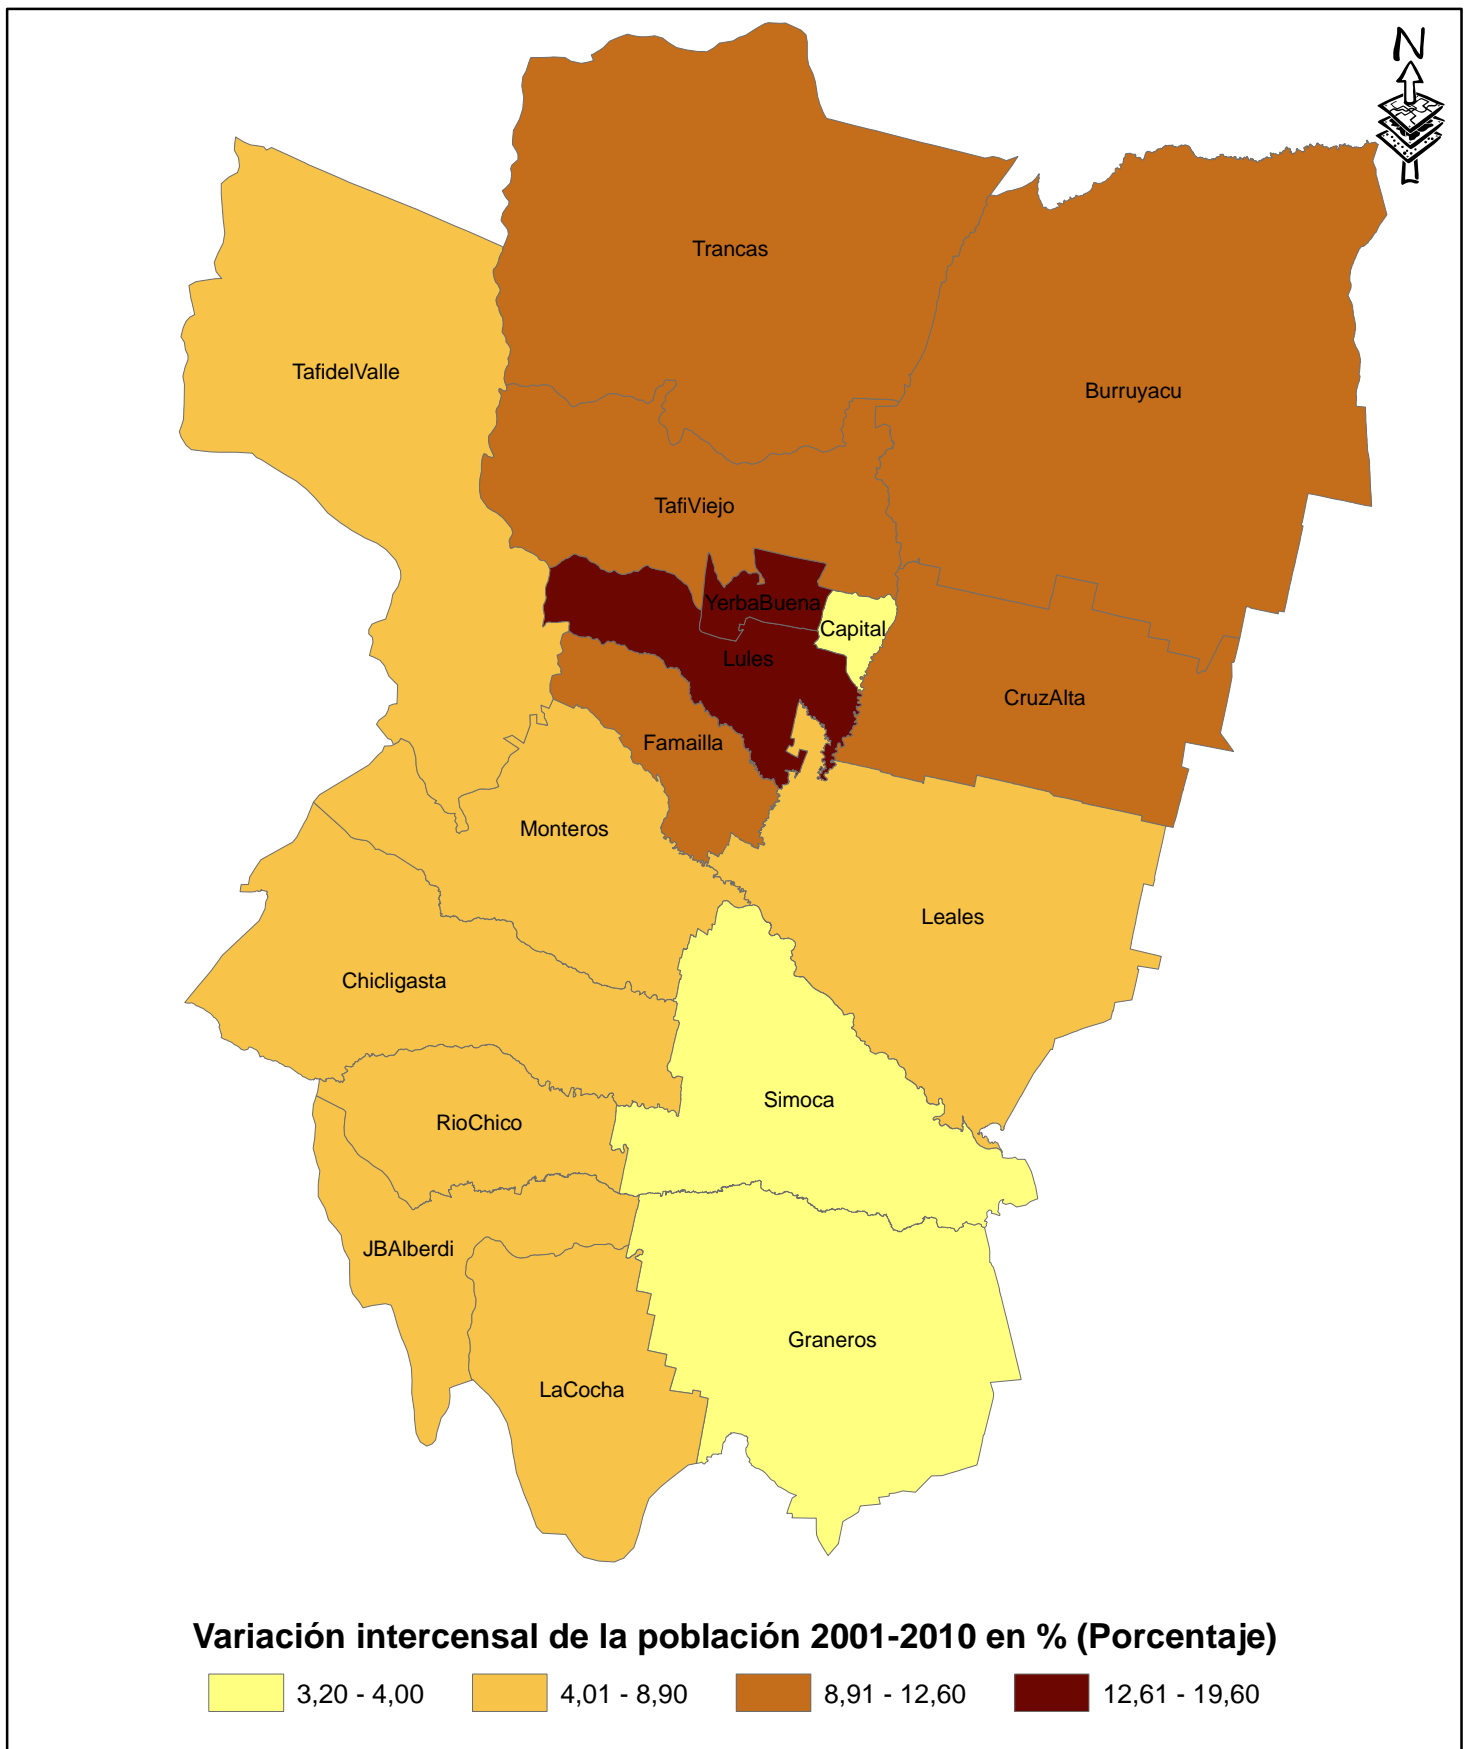 N
Trancas
TafidelValle
Burruyacu
TafiViejo
YerbaBuena
Capital
Lules
CruzAlta
Famailla
Monteros
Leales
Chicligasta
Simoca
RioChico
JBAlberdi
Graneros
LaCocha
Variación intercensal de la población 2001-2010 en % (Porcentaje)
3,20 - 4,00 4,01 - 8,90 8,91 - 12,60 12,61 - 19,60